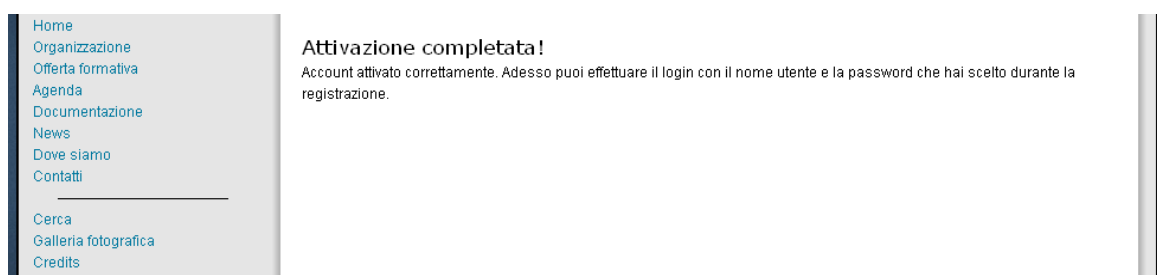 Home
Organizzazione
Offerta formativa
Agenda
Documentazione
News
Dove siamo
Contatti
Cerca
Galleria fotografica
Credits
Attivazione completata!
Account attivato correttamente. Adesso puoi effettuare il login con il nome utente e la password che hai scelto durante la
registrazione.